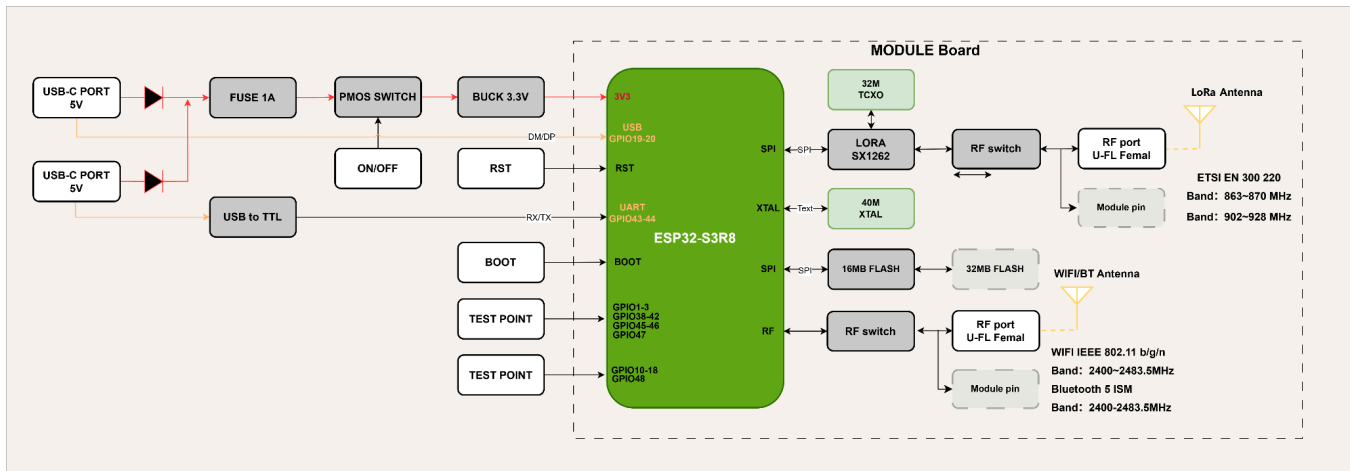 MODULE Board
USB-C PORT
5V
FUSE 1A
PMOS SWITCH
BUCK 3.3V
3V3
DM/DP
USB
GPIO19-20
ON/OFF
RST
RST
USB-C PORT
5V
USB to TTL
RX/TX
UART
GPIO43-44
ESP32-S3R8
BOOT
BOOT
TEST POINT
GPIO1-3
GPIO38-42
GPIO45-46
GPIO47
TEST POINT
GPIO10-18
GPIO48
32M
TCXO
SPI
SPI
LORA
SX1262
RF switch
RF port
U-FL Femal
LoRa Antenna
Module pin
ETSI EN 300 220
Band：863~870 MHz
Band：902~928 MHz
XTAL
Text
40M
XTAL
SPI
SPI
16MB FLASH
32MB FLASH
WIFI/BT Antenna
RF
RF switch
RF port
U-FL Femal
Module pin
WIFI IEEE 802.11 b/g/n
Band：2400~2483.5MHz
Bluetooth 5 ISM
Band：2400-2483.5MHz